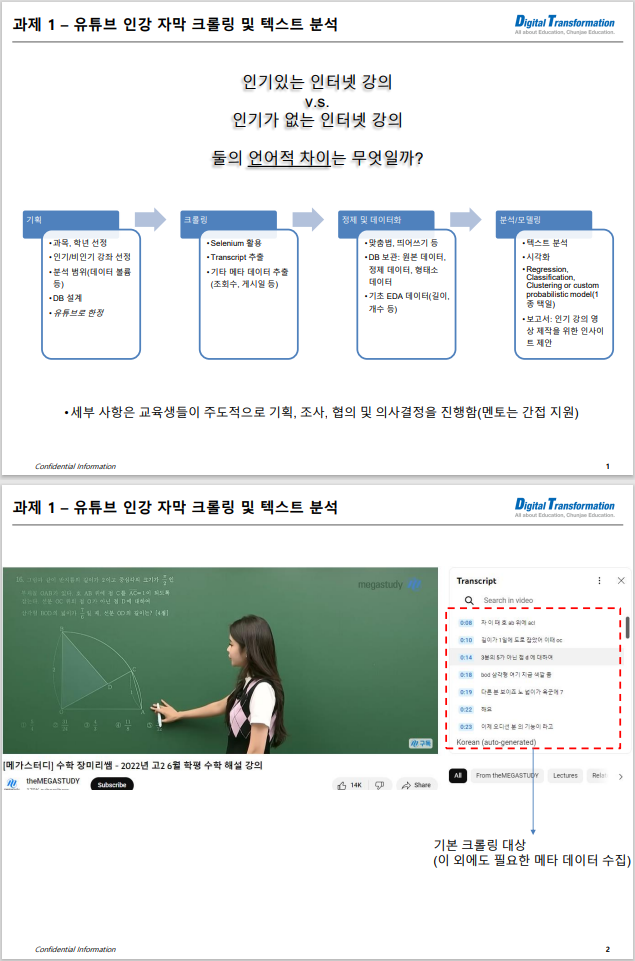 과제 1 – 유튜브 인강 자막 크롤링 및 텍스트 분석
Digital Transformation
All about Education, Chunjae Education.
인기있는 인터넷 강의
v.s.
인기가 없는 인터넷 강의
둘의 언어적 차이는 무엇일까?
기획
•과목, 학년 선정
•인기/비인기 강좌 선정
•분석 범위(데이터 볼륨
등)
•DB 설계
•유튜브로 한정
크롤링
•Selenium 활용
•Transcript 추출
•기타 메타 데이터 추출
(조회수, 게시일 등)
정제 및 데이터화
•맞춤법, 띄어쓰기 등
•DB 보관: 원본 데이터,
정제 데이터, 형태소
데이터
•기초 EDA 데이터(길이,
개수 등)
분석/모델링
•텍스트 분석
•시각화
•Regression,
Classification,
Clustering or custom
probabilistic model(1
종 택일)
•보고서: 인기 강의 영
상 제작을 위한 인사이
트 제안
•세부 사항은 교육생들이 주도적으로 기획, 조사, 협의 및 의사결정을 진행함(멘토는 간접 지원)
Confidential Information
1
과제 1 – 유튜브 인강 자막 크롤링 및 텍스트 분석
Digital Transformation
All about Education, Chunjae Education.
megastudy
구독
[메가스터디] 수학 장미리쌤 - 2022년 고2 6월 학평 수학 해설 강의
theMEGASTUDY
Subscribe
14K
Share
Transcript
Search in video
0:08 자 이 때 호 ab 위에 aci
0:10 길이가 1일에 도로 잡았어 이때 oc
0:14 3분의 5가 아닌 점 d 에 대하여
0:16 bod 삼각형 여기 지금 색깔 좀
0:19 다른 분 보이죠 노 법이가 육군에 7
0:22 해요
0:23 이제 오디션 분 의 기둥이 하고
Korean (auto-generated)
All
From theMEGASTUDY
Lectures
기본 크롤링 대상
(이 외에도 필요한 메타 데이터 수집)
Confidential Information
2